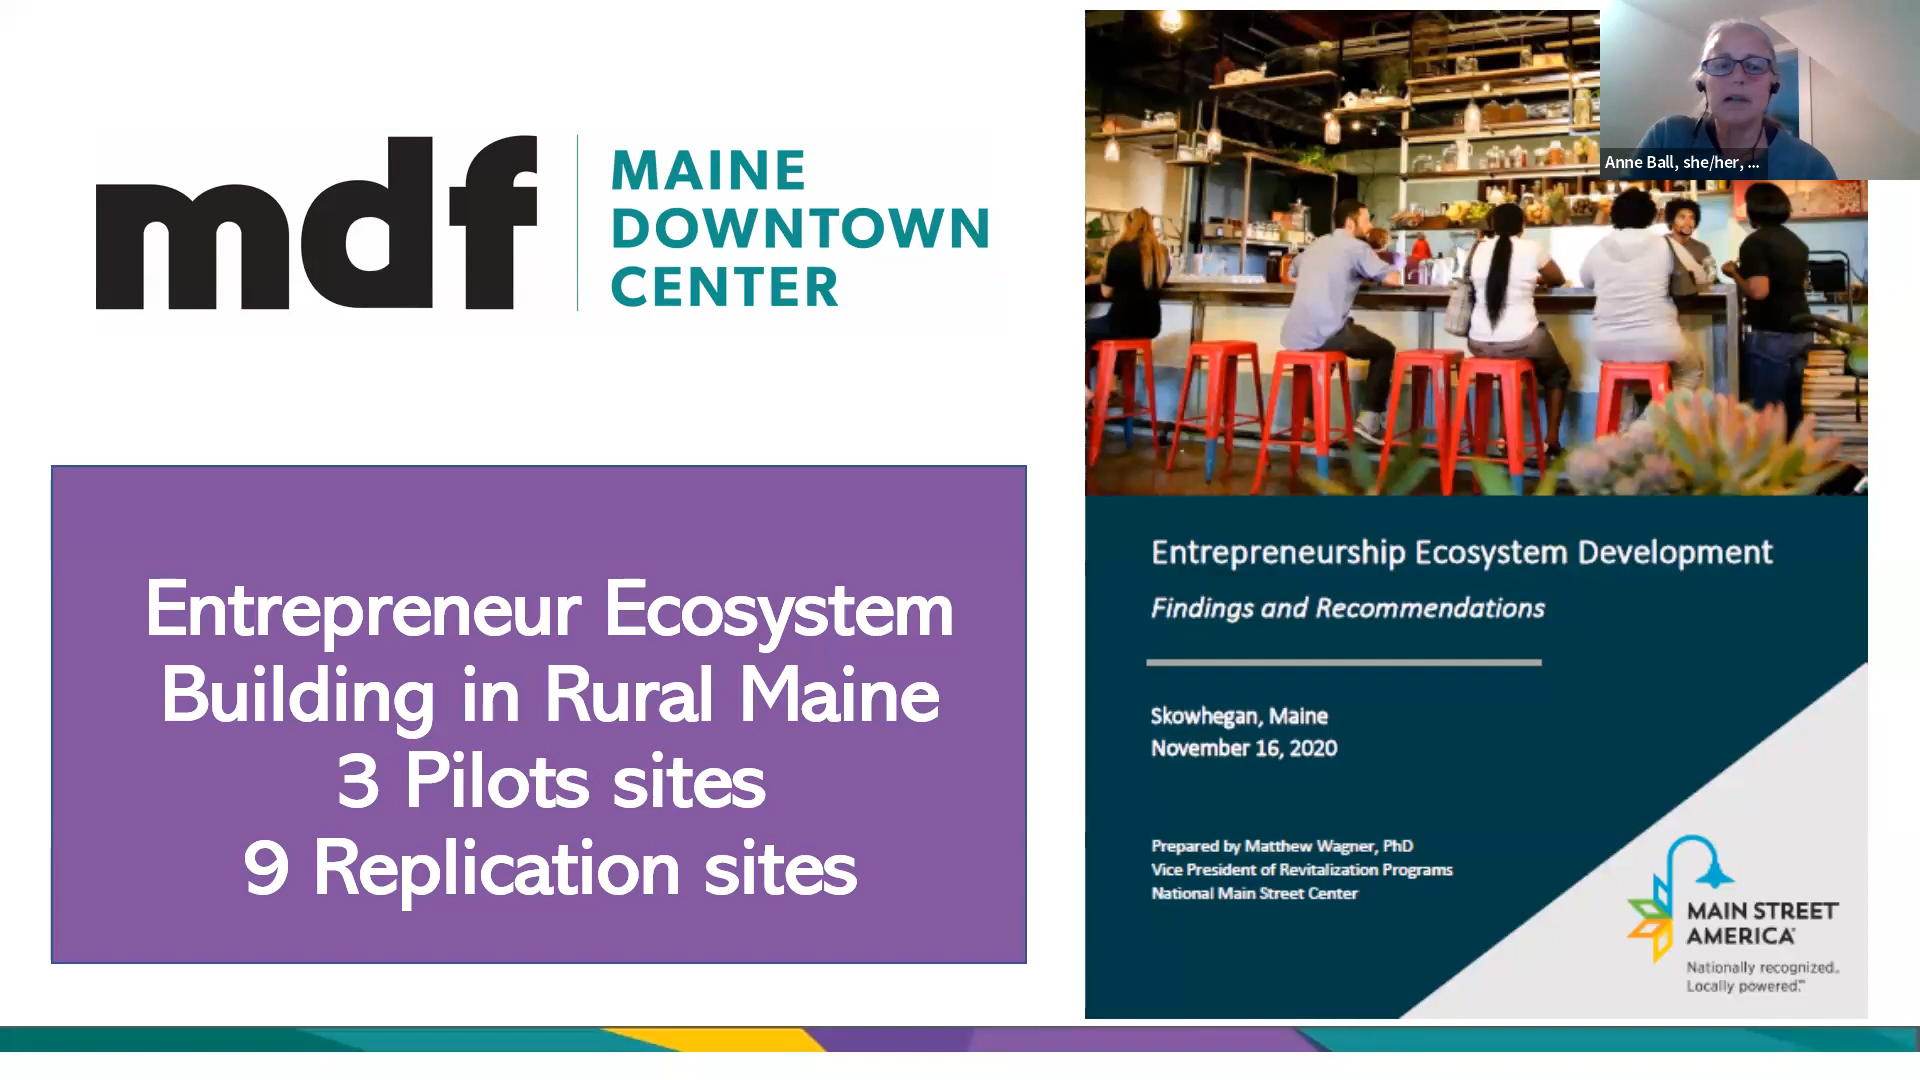 mdf
MAINE
DOWNTOWN
CENTER
Entrepreneur Ecosystem
Building in Rural Maine
3 Pilots sites
9 Replication sites
Anne Ball, she/her, ...
Entrepreneurship Ecosystem Development
Findings and Recommendations
Skowhegan, Maine
November 16, 2020
Prepared by Matthew Wagner, PhD
Vice President of Revitalization Programs
National Main Street Center
MAIN STREET
AMERICA
Nationally recognized.
Locally powered.™